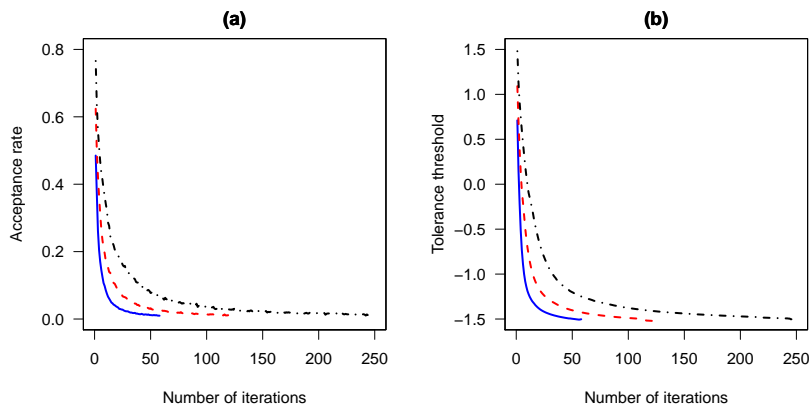 (a)
(b)
Acceptance rate
0.8
0.6
0.4
0.2
0.0
0 50 100 150 200 250
Number of iterations
Tolerance threshold
1.5
1.0
0.5
0.0
−0.5
−1.0
−1.5
0 50 100 150 200 250
Number of iterations